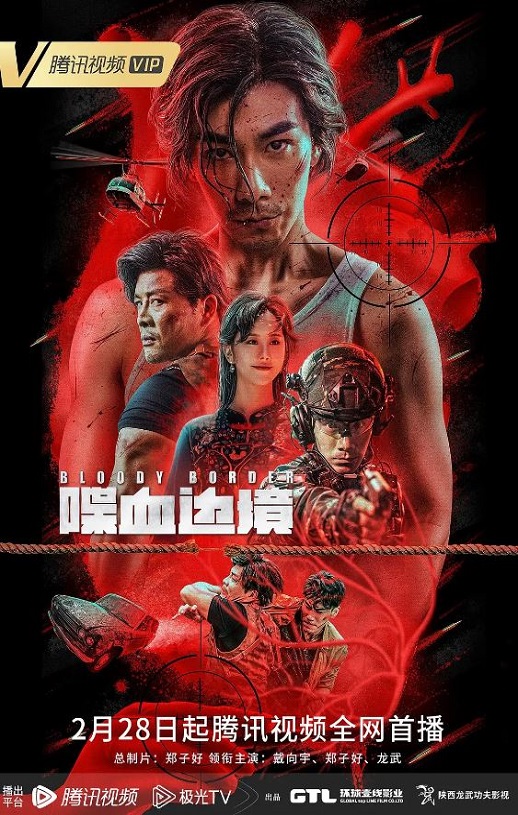 腾讯视频 VIP
BLOODY BORDER
喋血边境
2月28日起腾讯视频全网首播
总制片：郑子好 领衔主演：戴向宇、郑子好、龙武
播出平台 腾讯视频 极光TV 出品 GTL 环球壹线影业 GLOBAL top LINE FILM CO.LTD 陕西龙武功夫影视